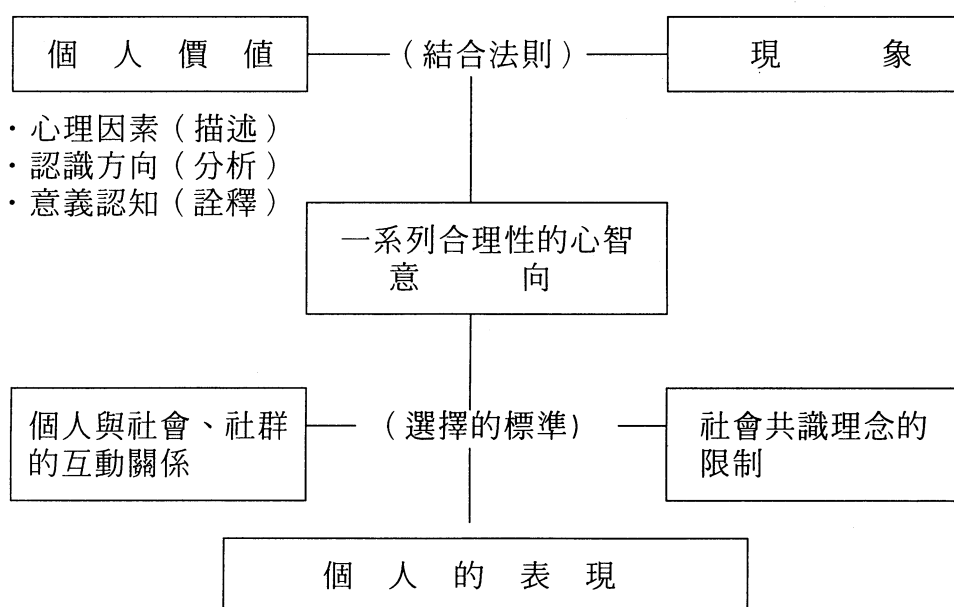 個人價值
(結合法則)
現象
・心理因素(描述)
・認識方向(分析)
・意義認知(詮釋)
一系列合理性的心智
意向
個人與社會、社群
的互動關係
(選擇的標準)
社會共識理念的
限制
個人的表現